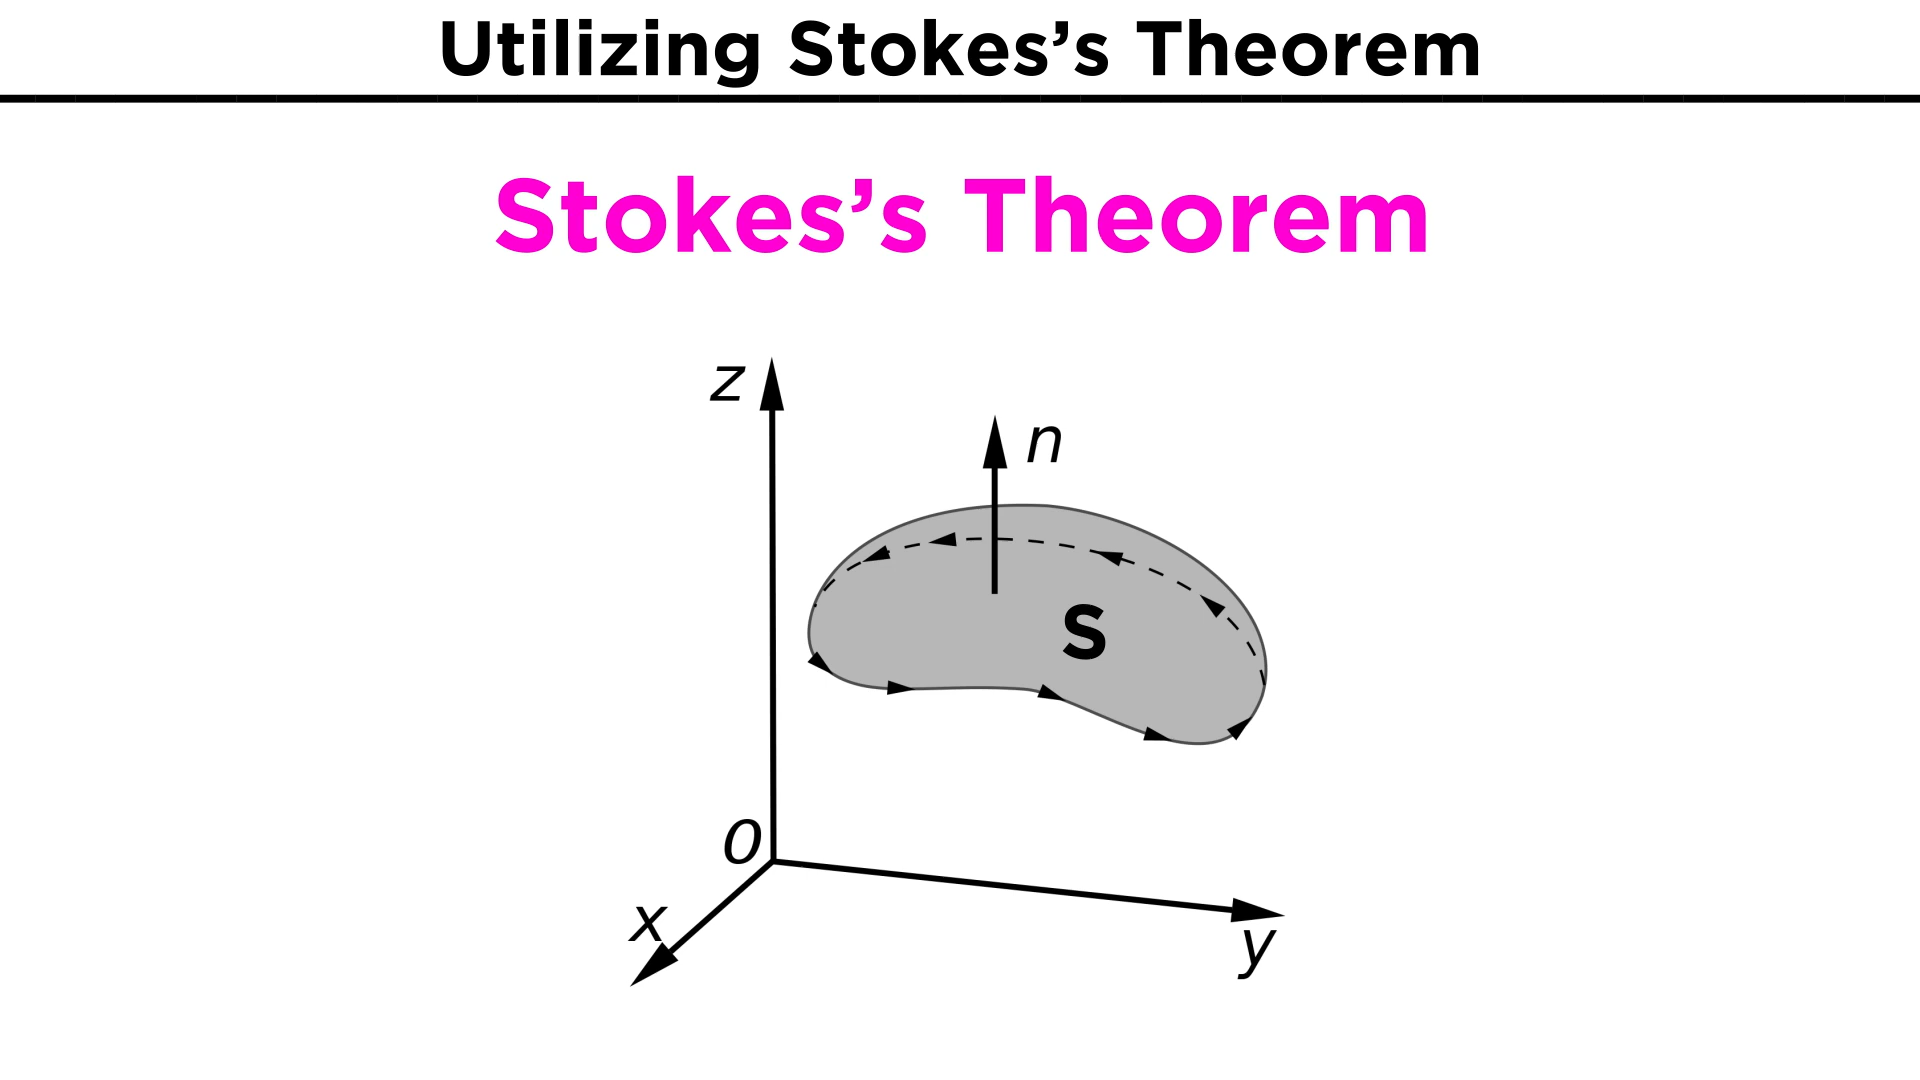 Utilizing Stokes’s Theorem
Stokes’s Theorem
z
n
S
0
x
y